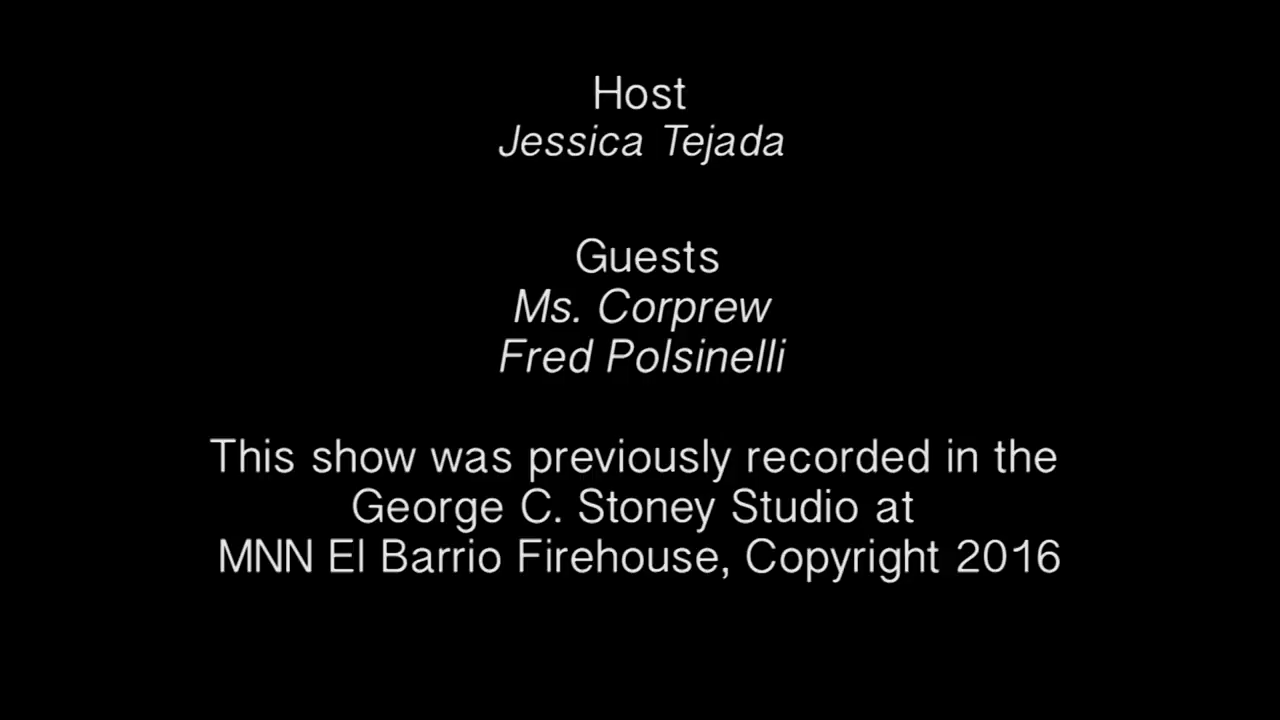 Host
Jessica Tejada
Guests
Ms. Corprew
Fred Polsinelli
This show was previously recorded in the
George C. Stoney Studio at
MNN El Barrio Firehouse, Copyright 2016